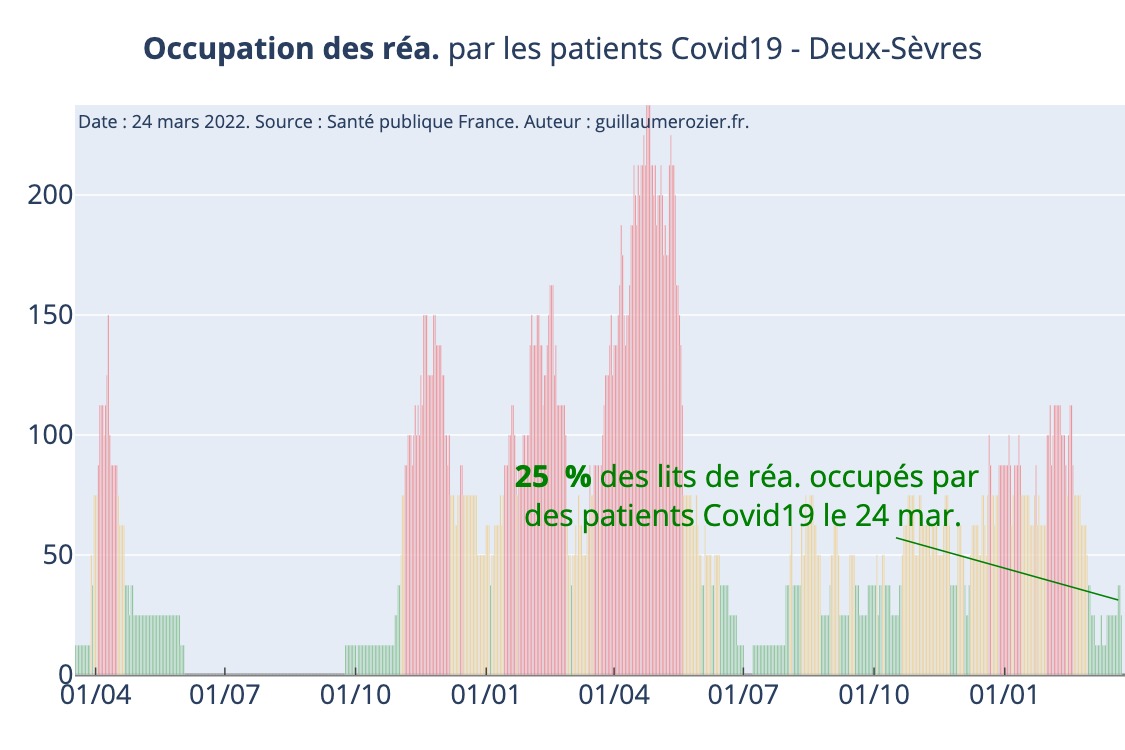 Occupation des réa. par les patients Covid19 - Deux-Sèvres
Date : 24 mars 2022. Source : Santé publique France. Auteur : guillaumerozier.fr.
200
150
100
50
0
25 % des lits de réa. occupés par
des patients Covid19 le 24 mar.
01/04 01/07 01/10 01/01 01/04 01/07 01/10 01/01